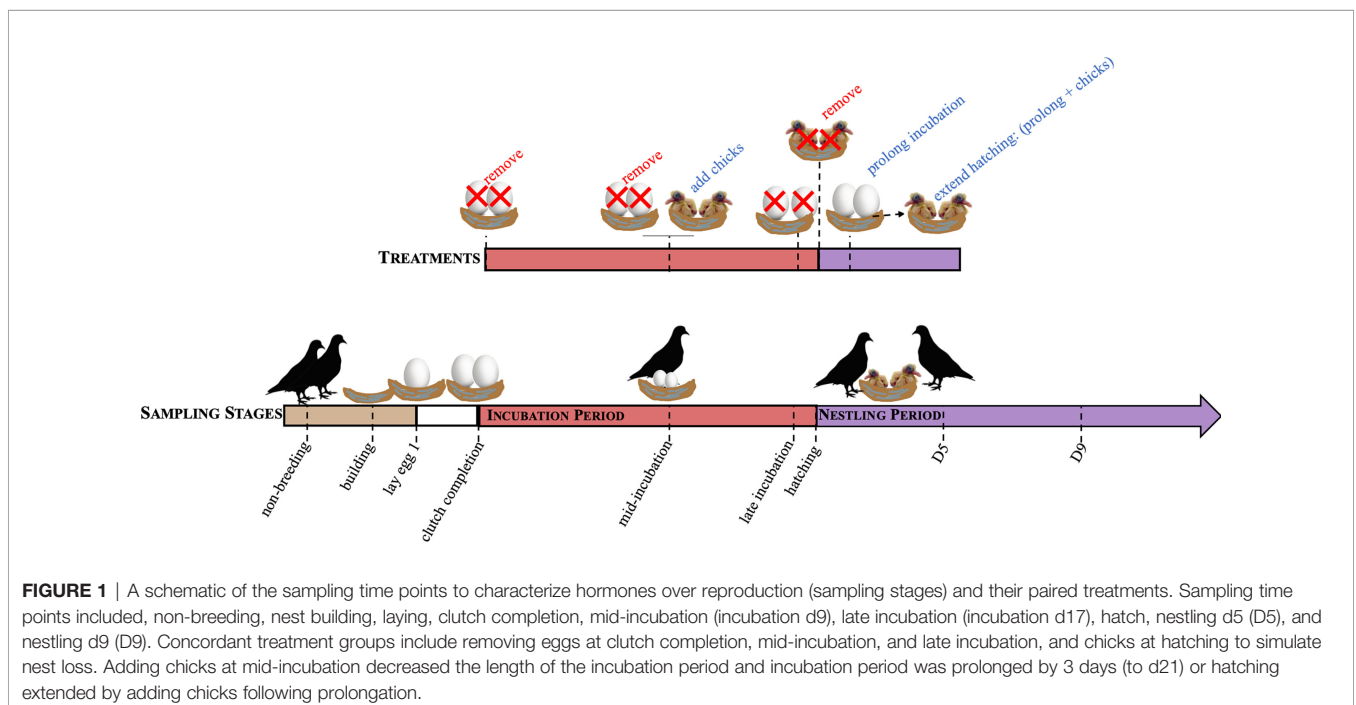 remove
remove
add chicks
remove
prolong incubation
extend hatching: (prolong + chicks)
TREATMENTS
SAMPLING STAGES
INCUBATION PERIOD
NESTLING PERIOD
non-breeding
building
lay egg 1
clutch completion
mid-incubation
late incubation
hatching
D5
D9
FIGURE 1 | A schematic of the sampling time points to characterize hormones over reproduction (sampling stages) and their paired treatments. Sampling time
points included, non-breeding, nest building, laying, clutch completion, mid-incubation (incubation d9), late incubation (incubation d17), hatch, nestling d5 (D5), and
nestling d9 (D9). Concordant treatment groups include removing eggs at clutch completion, mid-incubation, and late incubation, and chicks at hatching to simulate
nest loss. Adding chicks at mid-incubation decreased the length of the incubation period and incubation period was prolonged by 3 days (to d21) or hatching
extended by adding chicks following prolongation.